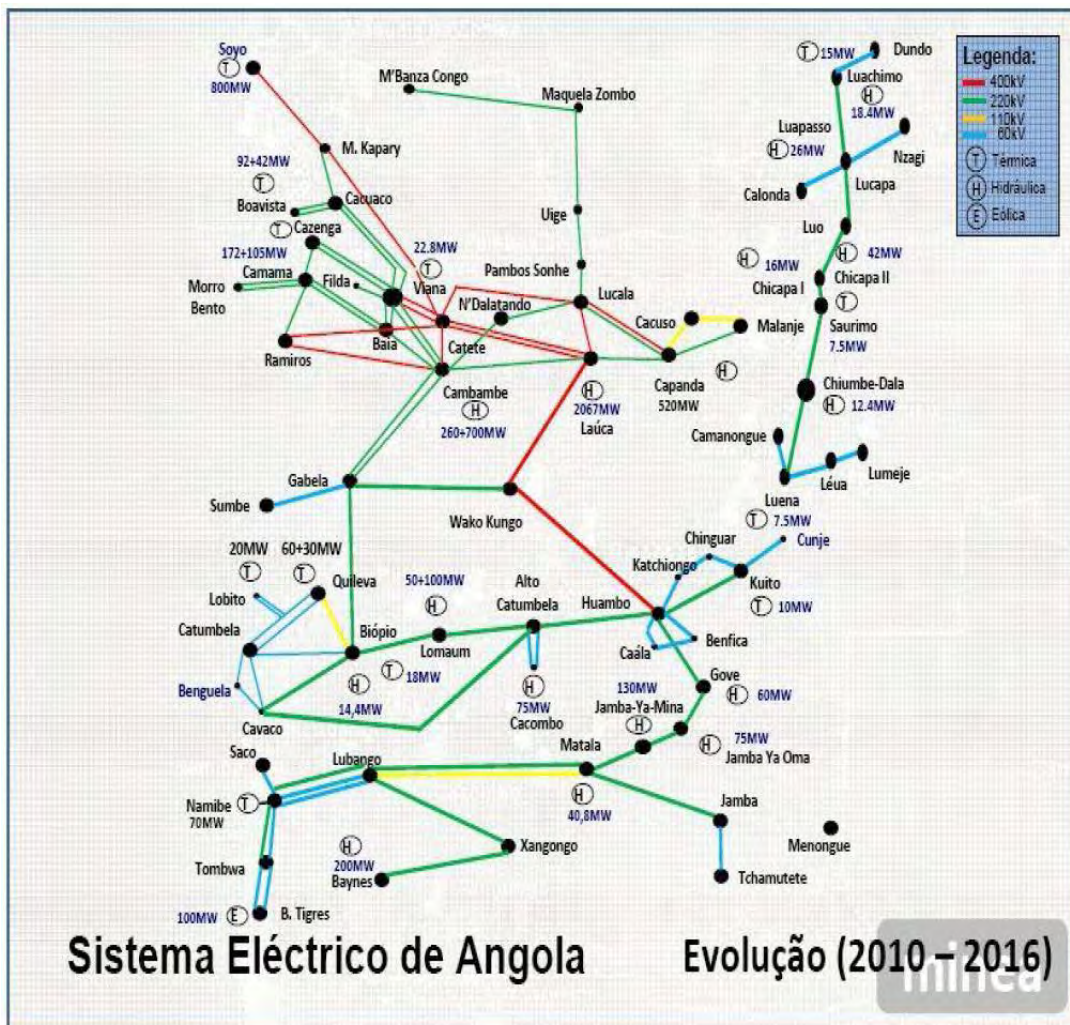 Soyo
T
800MW
M'Banza Congo
Maquela Zombo
T 15MW
Dundo
Luachimo
H
18.4MW
Legenda:
400kV
220kV
110kV
60kV
T Térmica
H Hidráulica
E Eólica
M. Kapary
92+42MW
T
Boavista
Cacuaco
T
Cazenga
172+105MW
Camama
Filda
Morro
Bento
22.8MW
T
Viana
Uige
Pambos Sonhe
N'Dalatando
Lucala
Luapasso
H 26MW
Nzagi
Calonda
Lucapa
Luo
H
16MW
H
42MW
Chicapa I
Chicapa II
T
Saurimo
7.5MW
Ramiros
Baía
Catete
Cacuso
Malanje
Cambambe
H
260+700MW
H
2067MW
Laúca
Capanda
520MW
H
Chiumbe-Dala
H 12.4MW
Camanongue
Luena
Léua
Lumeje
Gabela
Sumbe
Wako Kungo
T
7.5MW
Cunje
Chinguar
Katchiongo
Kuito
T
10MW
20MW
T
60+30MW
T
Quileva
Lobito
Catumbela
50+100MW
H
Alto
Catumbela
Huambo
Biópio
Lomaum
T
18MW
H
14,4MW
Benguela
Cavaco
H
75MW
Cacombo
Caála
Benfica
Gove
H 60MW
130MW
Jamba-Ya-Mina
H
H
75MW
Jamba Ya Oma
Saco
Lubango
Matala
H
40,8MW
Namibe
T
70MW
Jamba
Menongue
Tchamutete
Xangongo
H
200MW
Baynes
Tombwa
100MW E
B. Tigres
Sistema Eléctrico de Angola
Evolução (2010 – 2016)
minea